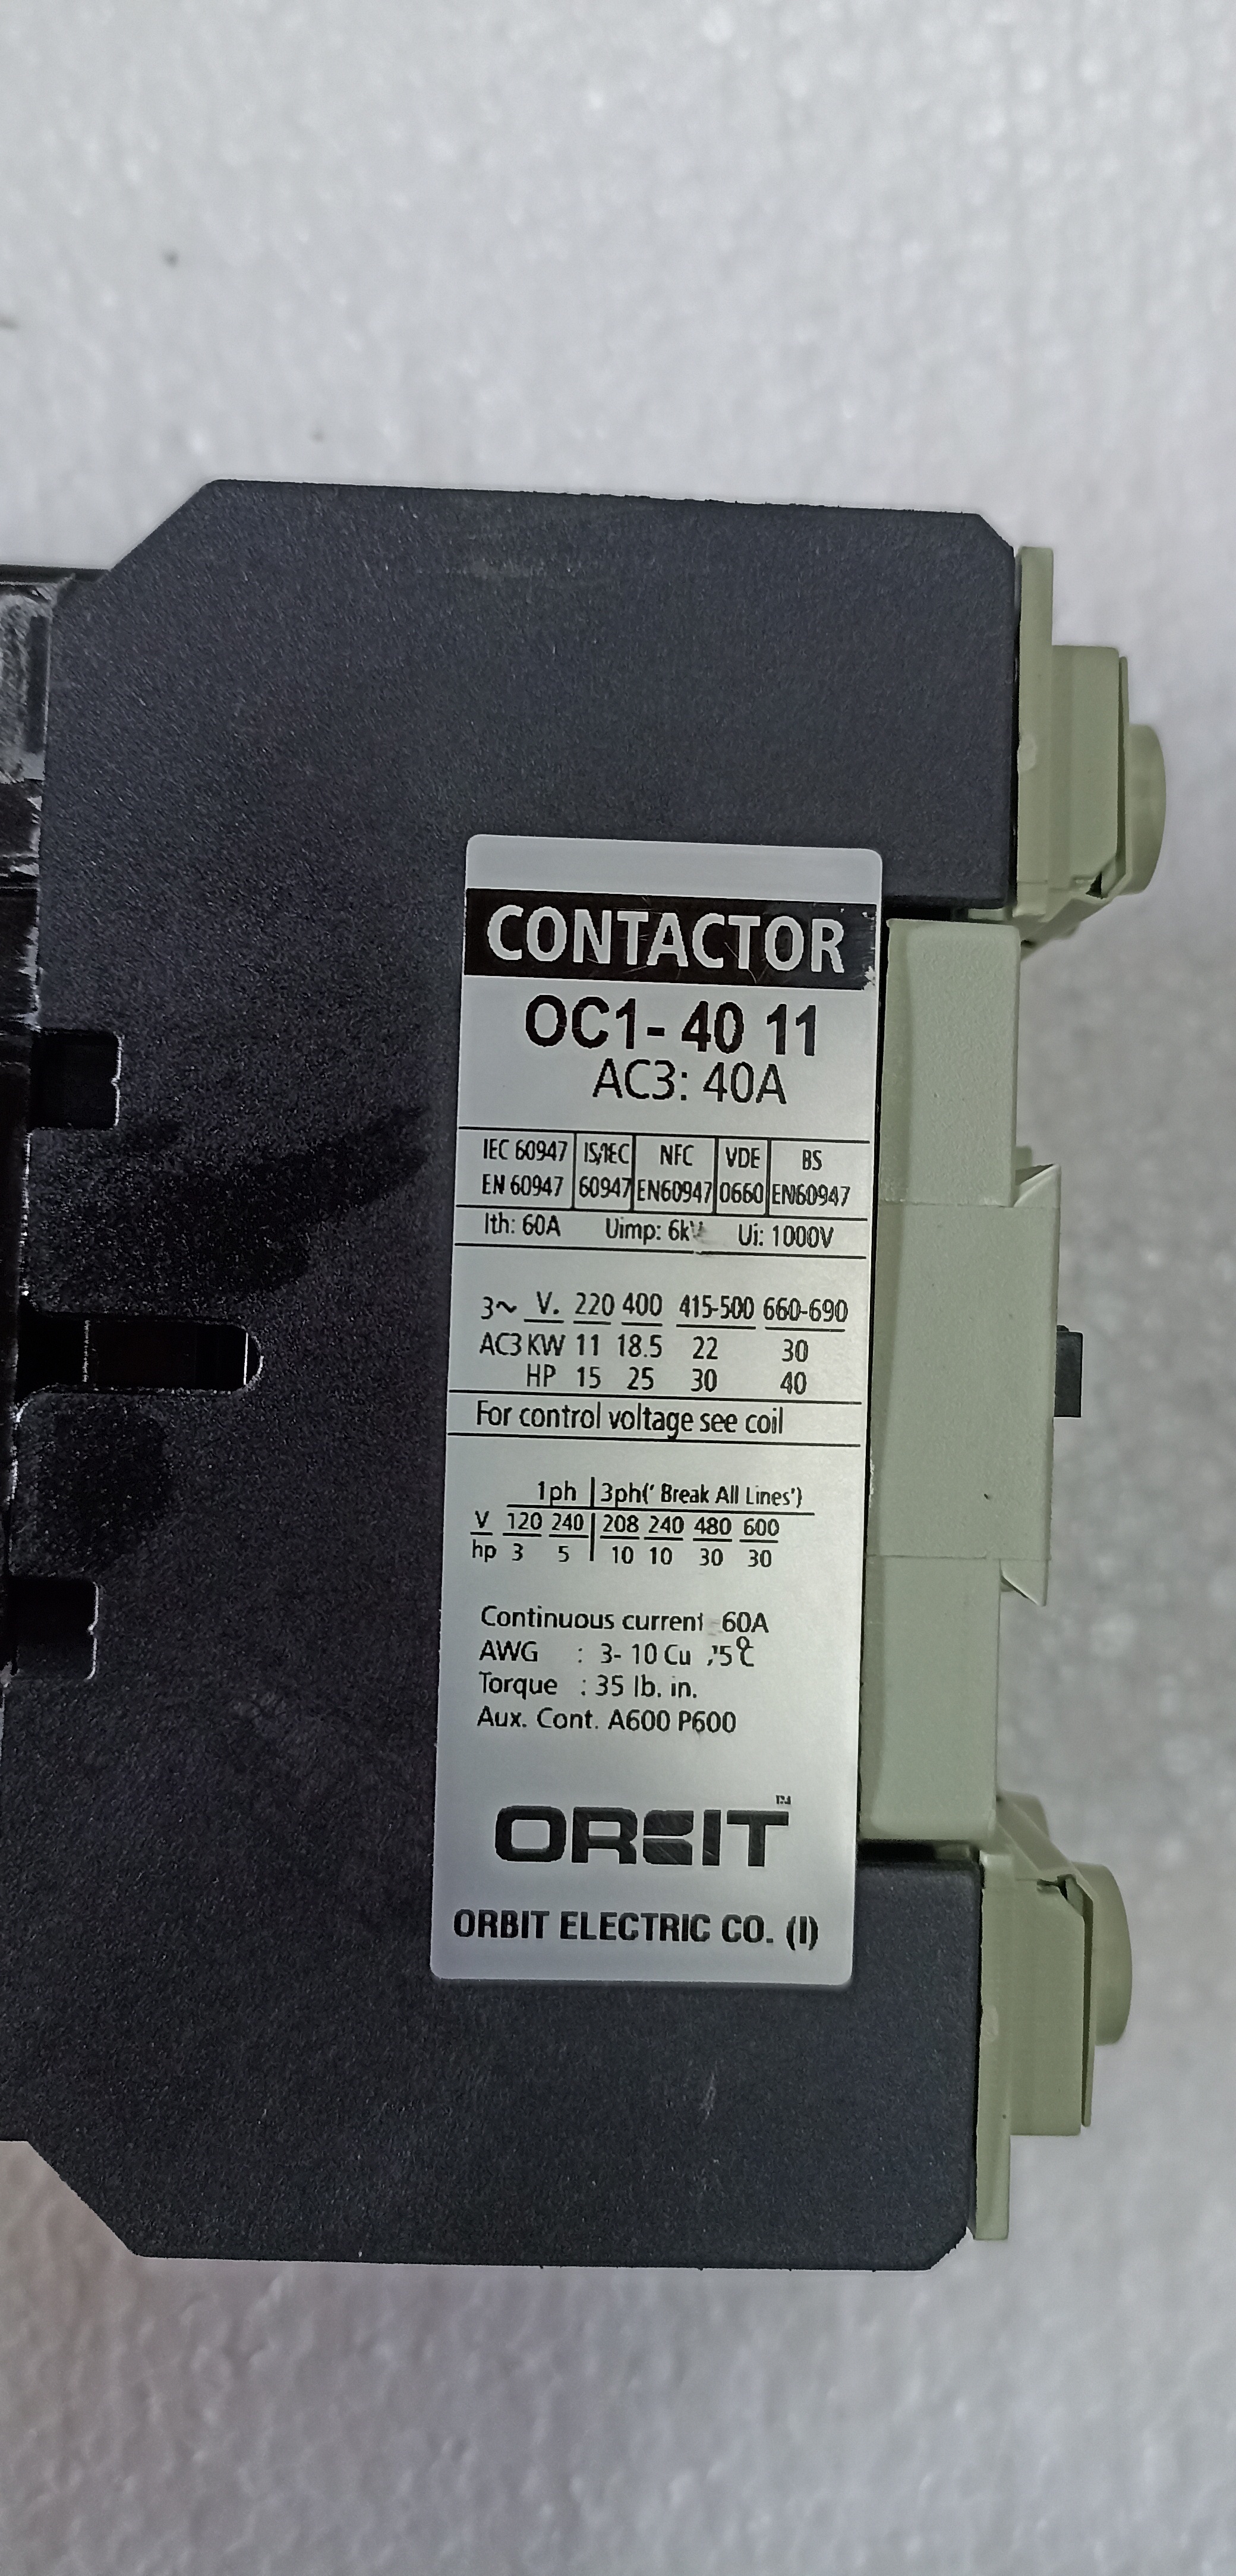 CONTACTOR
OC1- 40 11
AC3: 40A
IEC 60947 IS/IEC NFC VDE BS
EN 60947 60947 EN60947 0660 EN60947
Ith: 60A Uimp: 6kV Ui: 1000V
3~ V. 220 400 415-500 660-690
AC3 KW 11 18.5 22 30
HP 15 25 30 40
For control voltage see coil
1ph 3ph(' Break All Lines')
V 120 240 208 240 480 600
hp 3 5 10 10 30 30
Continuous current 60A
AWG : 3- 10 Cu
Torque : 35 lb. in.
Aux. Cont. A600 P600
ORBIT™
ORBIT ELECTRIC CO. (I)